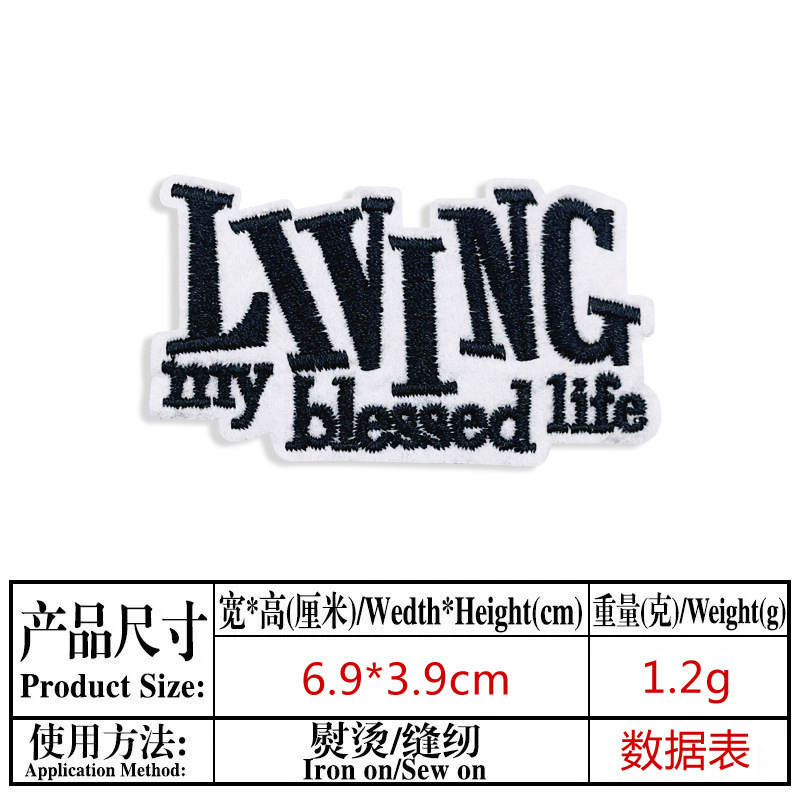 LIVING
my blessed life
产品尺寸
Product Size:
宽*高(厘米)/Wedth*Height(cm)
重量(克)/Weight(g)
6.9*3.9cm
1.2g
使用方法:
Application Method:
熨烫/缝纫
Iron on/Sew on
数据表